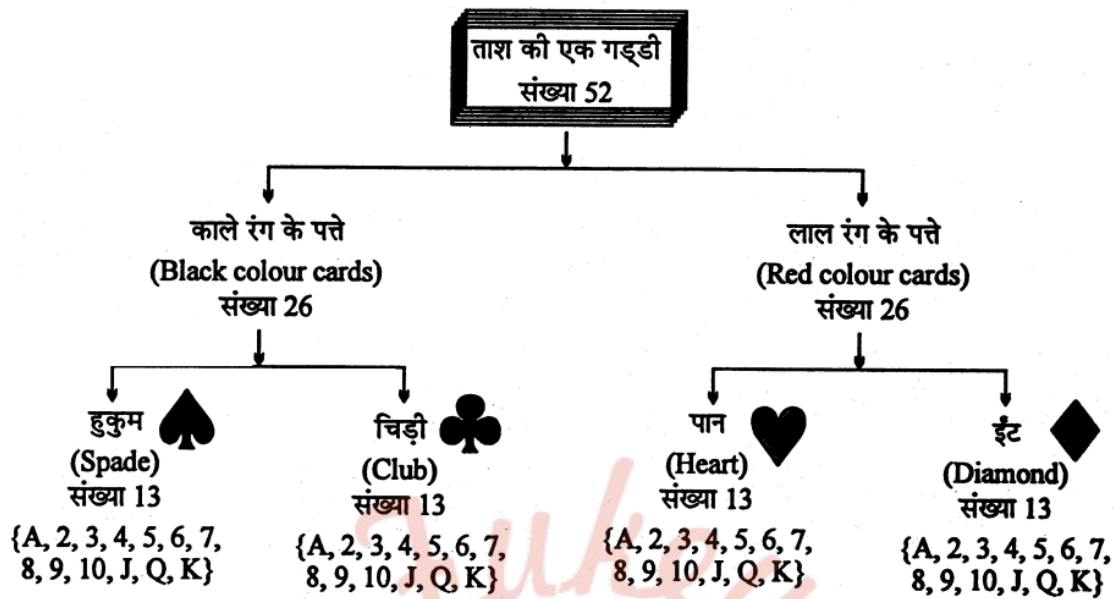 ताश की एक गड्डी
संख्या 52
काले रंग के पत्ते
(Black colour cards)
संख्या 26
लाल रंग के पत्ते
(Red colour cards)
संख्या 26
हुकुम
(Spade)
संख्या 13
{A, 2, 3, 4, 5, 6, 7,
8, 9, 10, J, Q, K}
चिड़ी
(Club)
संख्या 13
{A, 2, 3, 4, 5, 6, 7,
8, 9, 10, J, Q, K}
पान
(Heart)
संख्या 13
{A, 2, 3, 4, 5, 6, 7,
8, 9, 10, J, Q, K}
ईंट
(Diamond)
संख्या 13
{A, 2, 3, 4, 5, 6, 7,
8, 9, 10, J, Q, K}